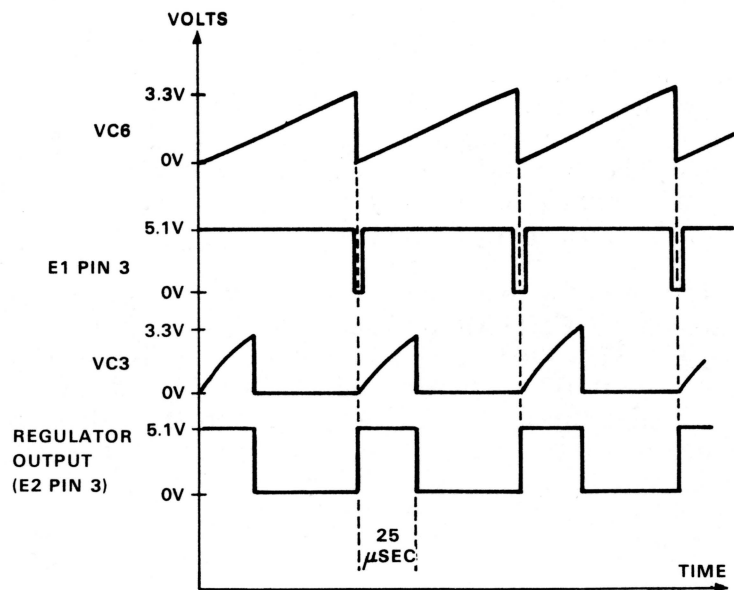 VOLTS
3.3V
VC6
0V
5.1V
E1 PIN 3
0V
3.3V
VC3
0V
REGULATOR
OUTPUT
(E2 PIN 3)
5.1V
0V
25
μSEC
TIME